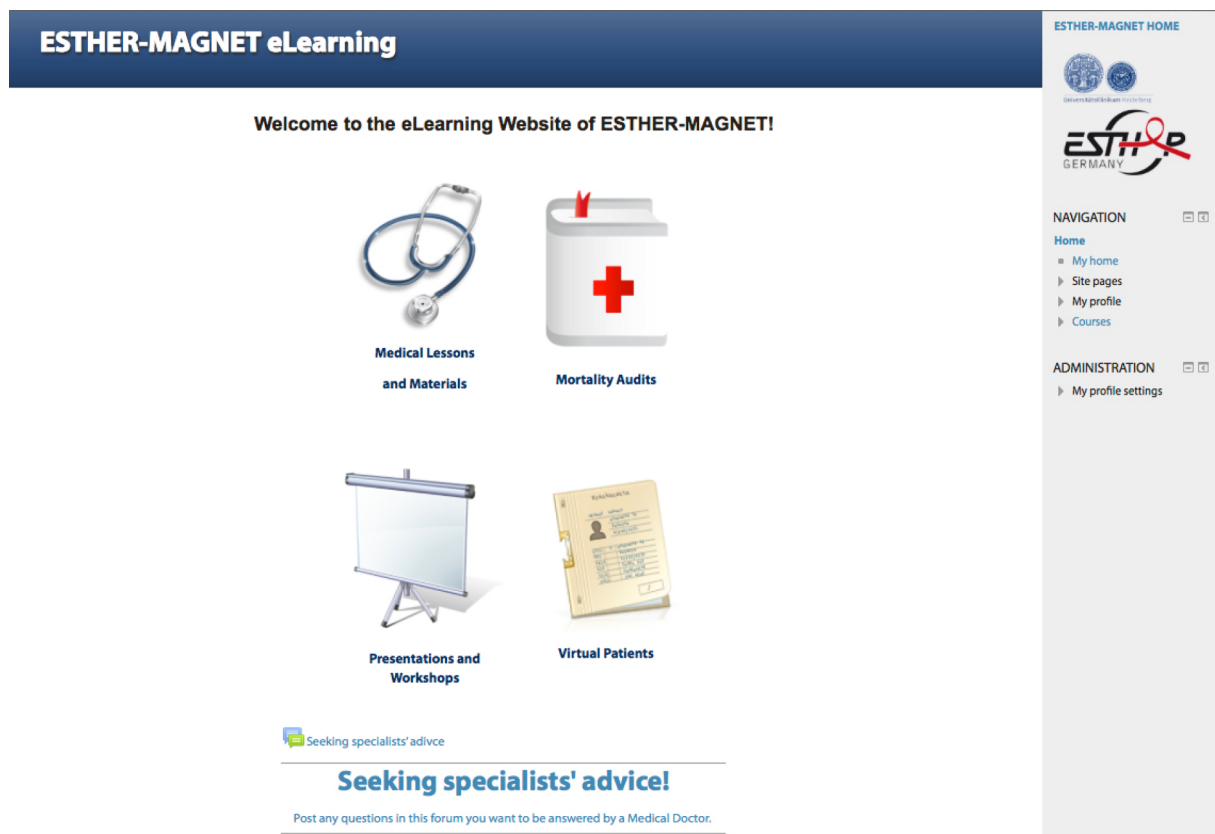 ESTHER-MAGNET eLearning
Welcome to the eLearning Website of ESTHER-MAGNET!
Medical Lessons
and Materials
Mortality Audits
Presentations and
Workshops
Virtual Patients
Seeking specialists' adivce
Seeking specialists' advice!
Post any questions in this forum you want to be answered by a Medical Doctor.
ESTHER-MAGNET HOME
UniversitätsKlinikum Heidelberg
ESTHER
GERMANY
NAVIGATION
Home
My home
Site pages
My profile
Courses
ADMINISTRATION
My profile settings